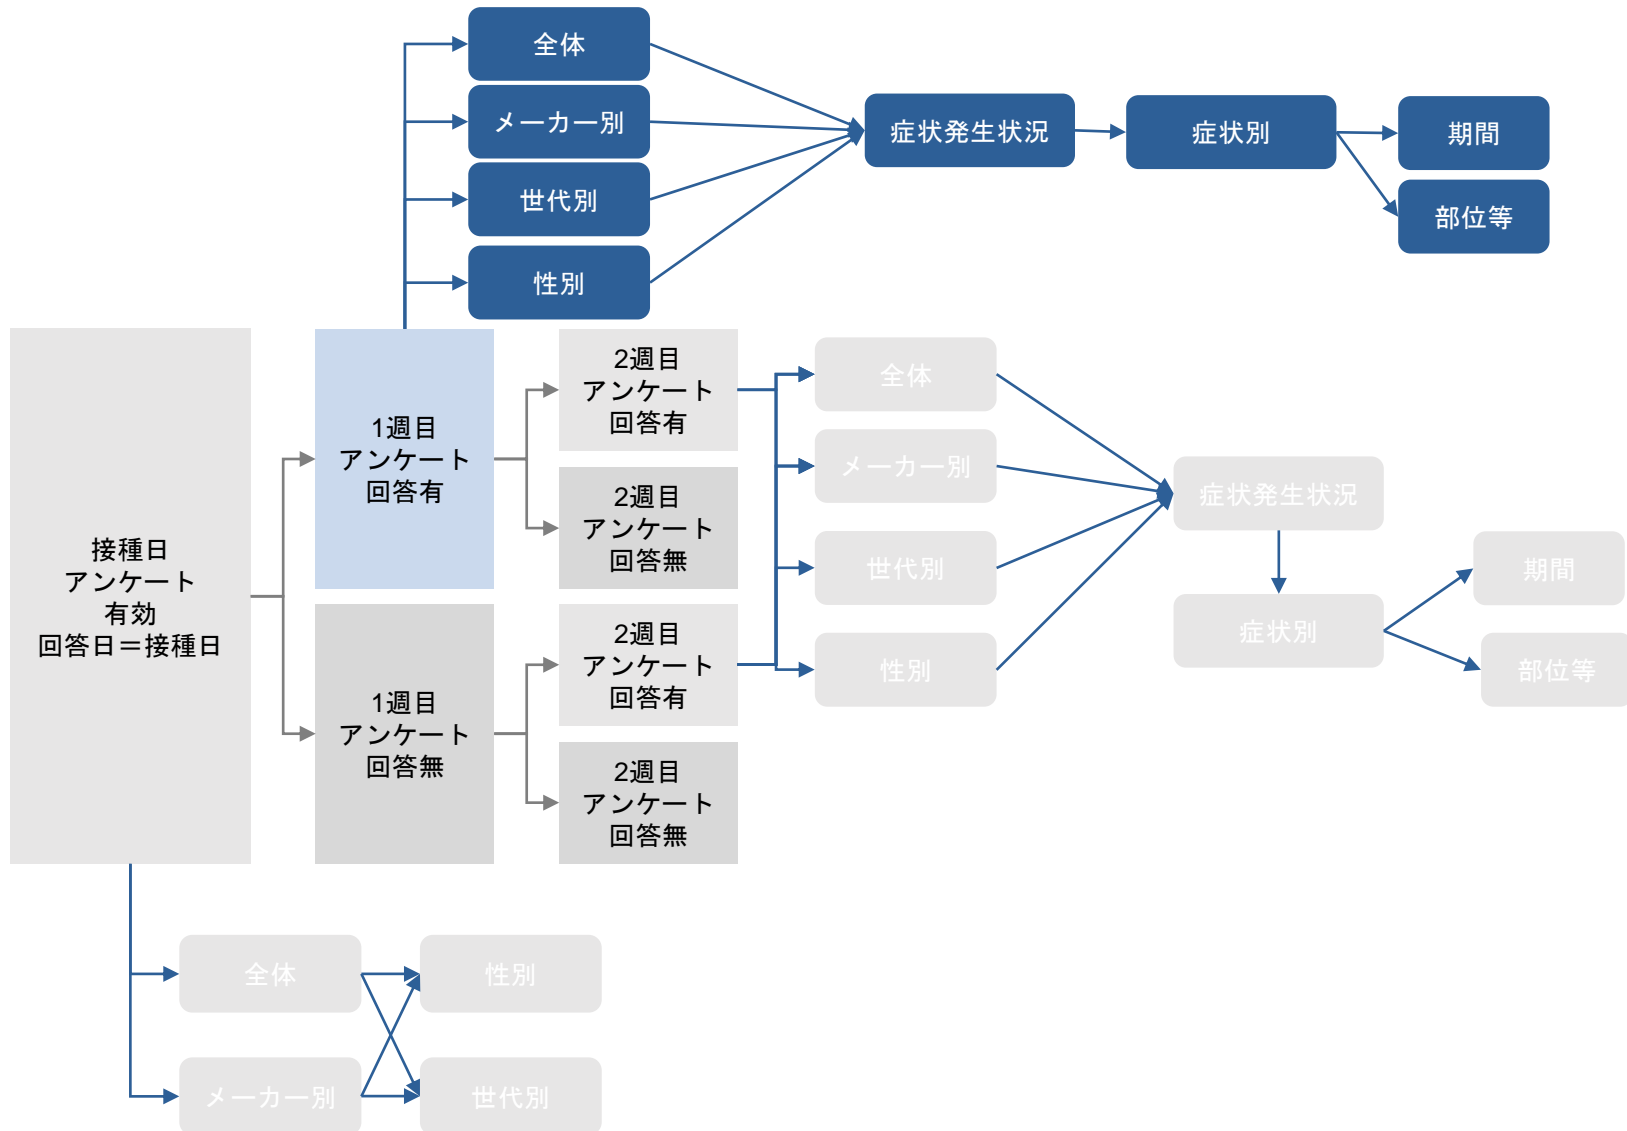 全体
メーカー別
世代別
性別
症状発生状況
症状別
期間
部位等
接種日
アンケート
有効
回答日＝接種日
1週目
アンケート
回答有
1週目
アンケート
回答無
2週目
アンケート
回答有
2週目
アンケート
回答無
2週目
アンケート
回答有
2週目
アンケート
回答無
全体
メーカー別
世代別
性別
症状発生状況
症状別
期間
部位等
全体
メーカー別
性別
世代別